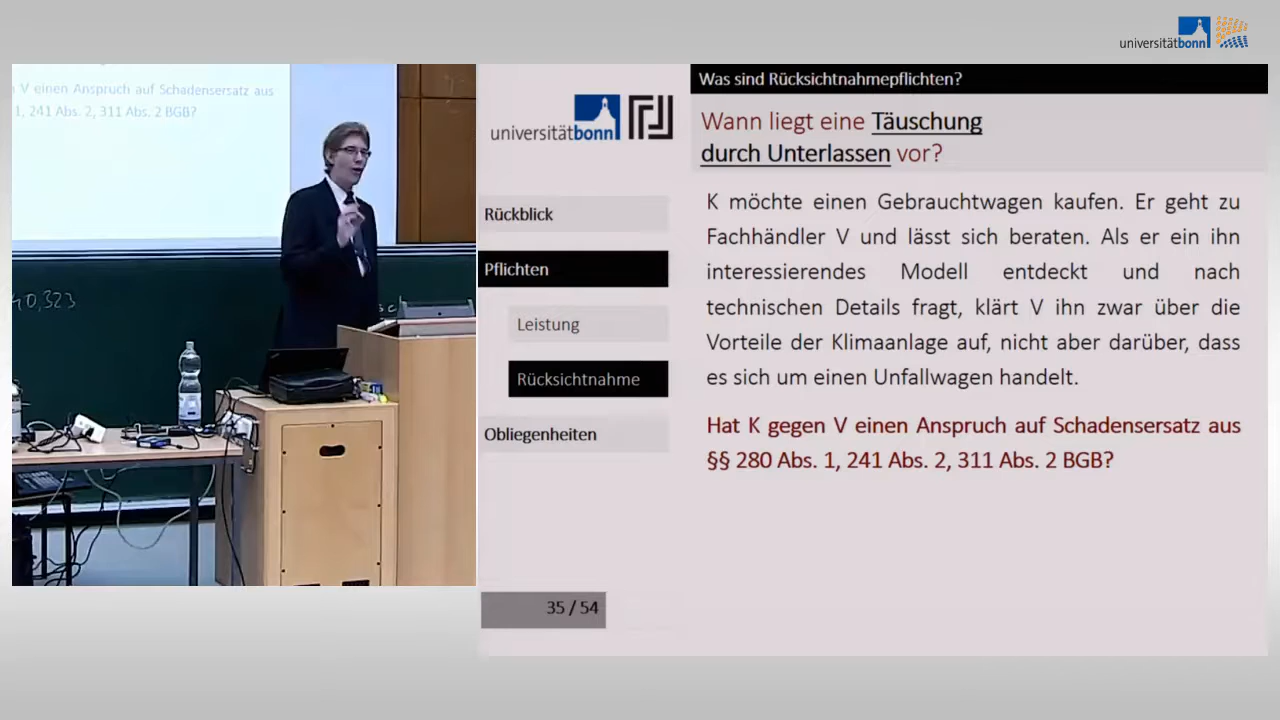 universitätbonn
V einen Anspruch auf Schadensersatz aus
1, 241 Abs. 2, 311 Abs. 2 BGB?
40,323
universitätbonn
Rückblick
Pflichten
Leistung
Rücksichtnahme
Obliegenheiten
35 / 54
Was sind Rücksichtnahmepflichten?
Wann liegt eine Täuschung
durch Unterlassen vor?
K möchte einen Gebrauchtwagen kaufen. Er geht zu
Fachhändler V und lässt sich beraten. Als er ein ihn
interessierendes Modell entdeckt und nach
technischen Details fragt, klärt V ihn zwar über die
Vorteile der Klimaanlage auf, nicht aber darüber, dass
es sich um einen Unfallwagen handelt.
Hat K gegen V einen Anspruch auf Schadensersatz aus
§§ 280 Abs. 1, 241 Abs. 2, 311 Abs. 2 BGB?